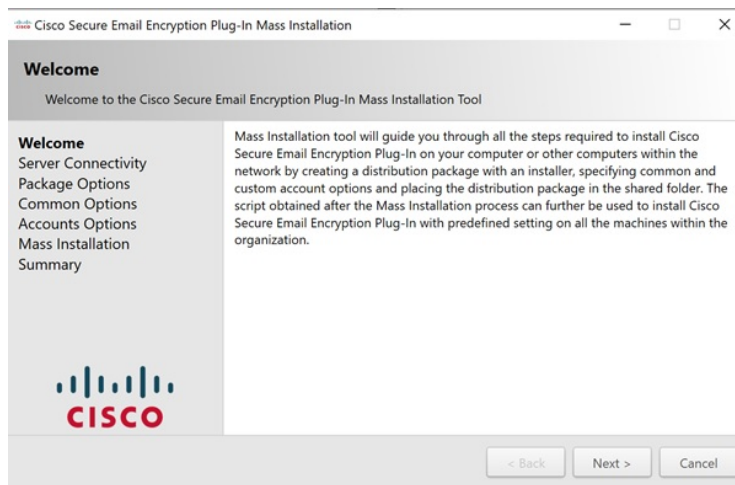 Cisco Secure Email Encryption Plug-In Mass Installation
Welcome
Welcome to the Cisco Secure Email Encryption Plug-In Mass Installation Tool
Welcome
Server Connectivity
Package Options
Common Options
Accounts Options
Mass Installation
Summary
Mass Installation tool will guide you through all the steps required to install Cisco
Secure Email Encryption Plug-In on your computer or other computers within the
network by creating a distribution package with an installer, specifying common and
custom account options and placing the distribution package in the shared folder. The
script obtained after the Mass Installation process can further be used to install Cisco
Secure Email Encryption Plug-In with predefined setting on all the machines within the
organization.
CISCO
< Back
Next >
Cancel